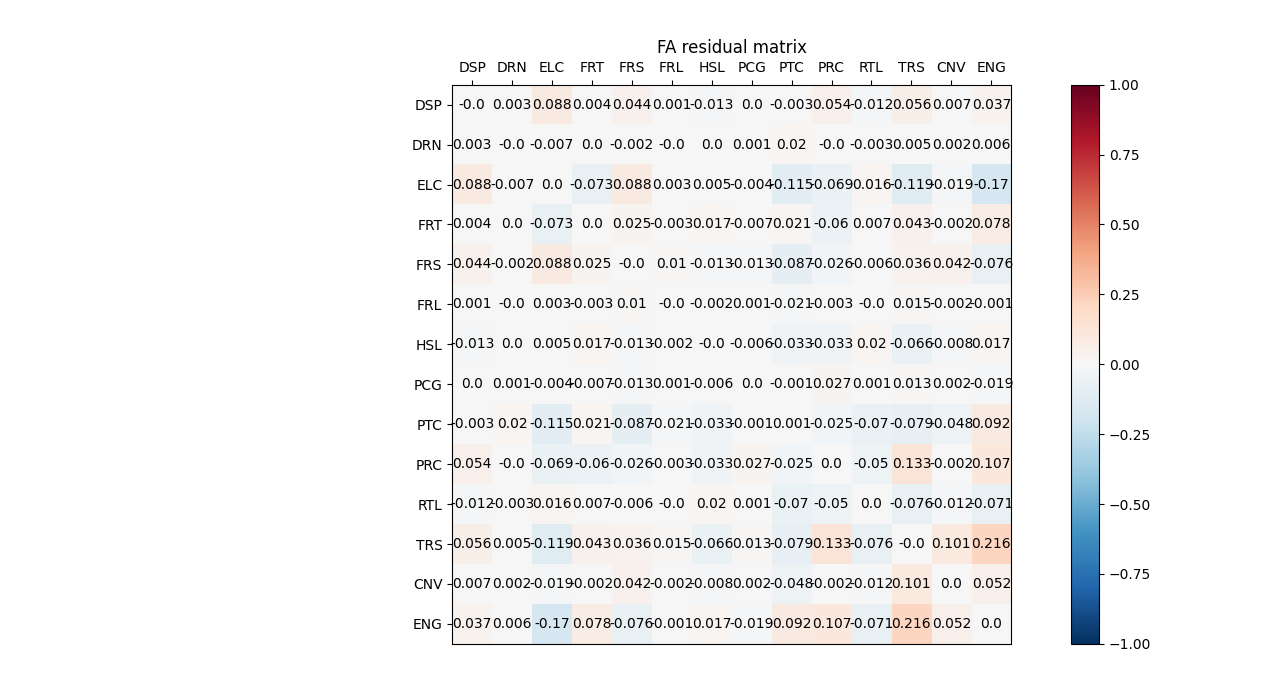 FA residual matrix
DSP DRN ELC FRT FRS FRL HSL PCG PTC PRC RTL TRS CNV ENG
DSP -0.0 0.003 0.088 0.004 0.044 0.001 -0.013 0.0 -0.003 0.054 -0.012 0.056 0.007 0.037
DRN 0.003 -0.0 -0.007 0.0 -0.002 -0.0 0.0 0.001 0.02 -0.0 -0.003 0.005 0.002 0.006
ELC 0.088 -0.007 0.0 -0.073 0.088 0.003 0.005 -0.004 -0.115 -0.069 0.016 -0.119 -0.019 -0.17
FRT 0.004 0.0 -0.073 0.0 0.025 -0.003 0.017 -0.007 0.021 -0.06 0.007 0.043 -0.002 0.078
FRS 0.044 -0.002 0.088 0.025 -0.0 0.01 -0.013 -0.013 -0.087 -0.026 -0.006 0.036 0.042 -0.076
FRL 0.001 -0.0 0.003 -0.003 0.01 -0.0 -0.002 0.001 -0.021 -0.003 -0.0 0.015 -0.002 -0.001
HSL -0.013 0.0 0.005 0.017 -0.013 -0.002 -0.0 -0.006 -0.033 -0.033 0.02 -0.066 -0.008 0.017
PCG 0.0 0.001 -0.004 -0.007 -0.013 0.001 -0.006 0.0 -0.001 0.027 0.001 0.013 0.002 -0.019
PTC -0.003 0.02 -0.115 0.021 -0.087 -0.021 -0.033 -0.001 0.001 -0.025 -0.07 -0.079 -0.048 0.092
PRC 0.054 -0.0 -0.069 -0.06 -0.026 -0.003 -0.033 0.027 -0.025 0.0 -0.05 0.133 -0.002 0.107
RTL -0.012 -0.003 0.016 0.007 -0.006 -0.0 0.02 0.001 -0.07 -0.05 0.0 -0.076 -0.012 -0.071
TRS 0.056 0.005 -0.119 0.043 0.036 0.015 -0.066 0.013 -0.079 0.133 -0.076 -0.0 0.101 0.216
CNV 0.007 0.002 -0.019 -0.002 0.042 -0.002 -0.008 0.002 -0.048 -0.002 -0.012 0.101 0.0 0.052
ENG 0.037 0.006 -0.17 0.078 -0.076 -0.001 0.017 -0.019 0.092 0.107 -0.071 0.216 0.052 0.0
1.00
0.75
0.50
0.25
0.00
−0.25
−0.50
−0.75
−1.00